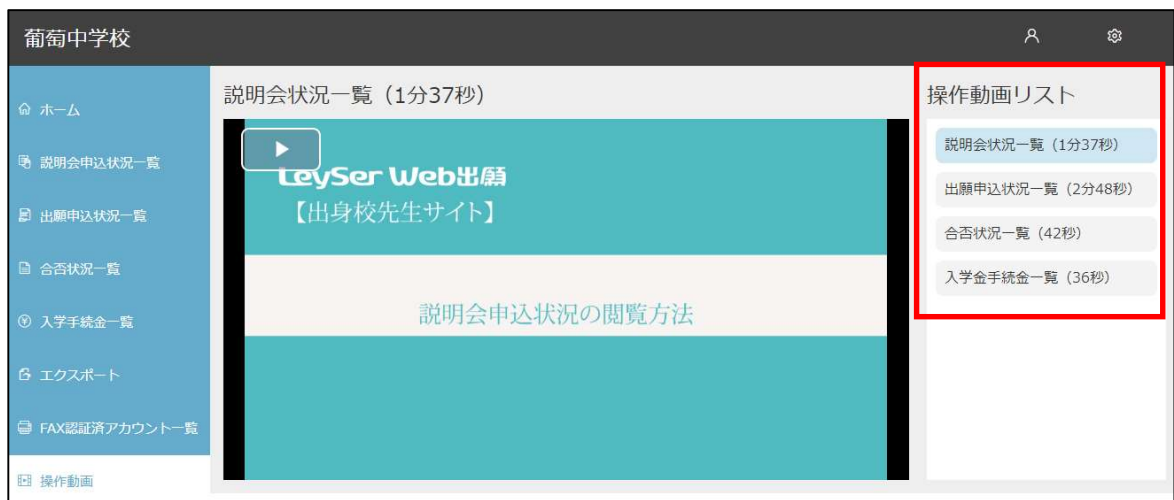 葡萄中学校
ホーム
説明会申込状況一覧
出願申込状況一覧
合否状況一覧
入学手続金一覧
エクスポート
FAX認証済アカウント一覧
操作動画
説明会状況一覧（1分37秒）
LeySer Web出願
【出身校先生サイト】
説明会申込状況の閲覧方法
操作動画リスト
説明会状況一覧（1分37秒）
出願申込状況一覧（2分48秒）
合否状況一覧（42秒）
入学金手続金一覧（36秒）